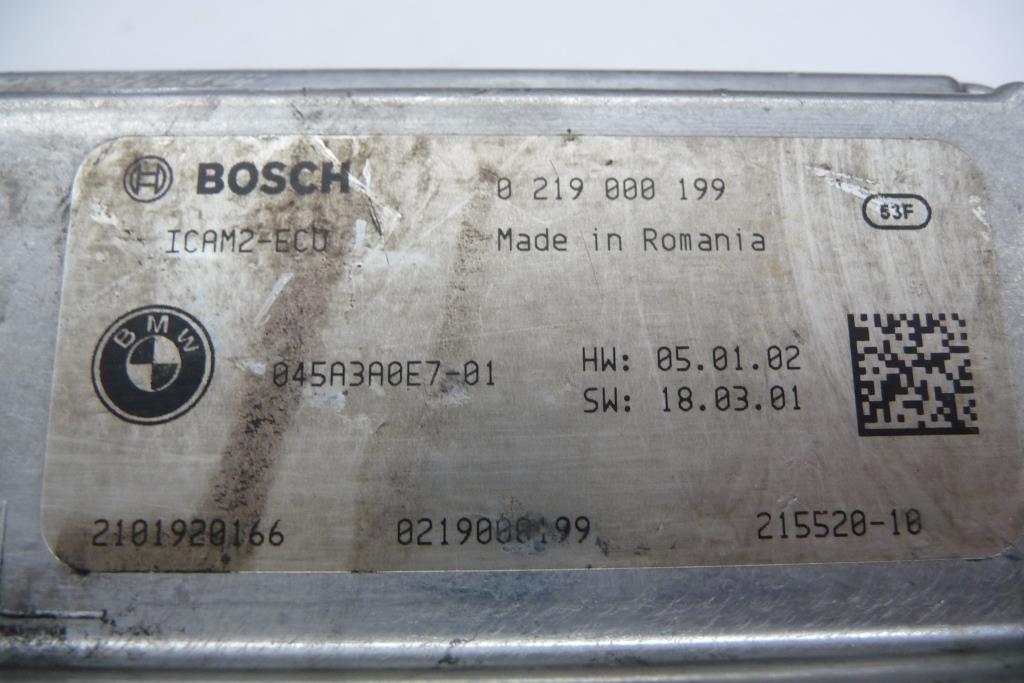 BOSCH 0 219 000 199
53F
ICAM2-ECU Made in Romania
BMW
045A3A0E7-01 HW: 05.01.02
SW: 18.03.01
2101920166 0219000199 215520-10